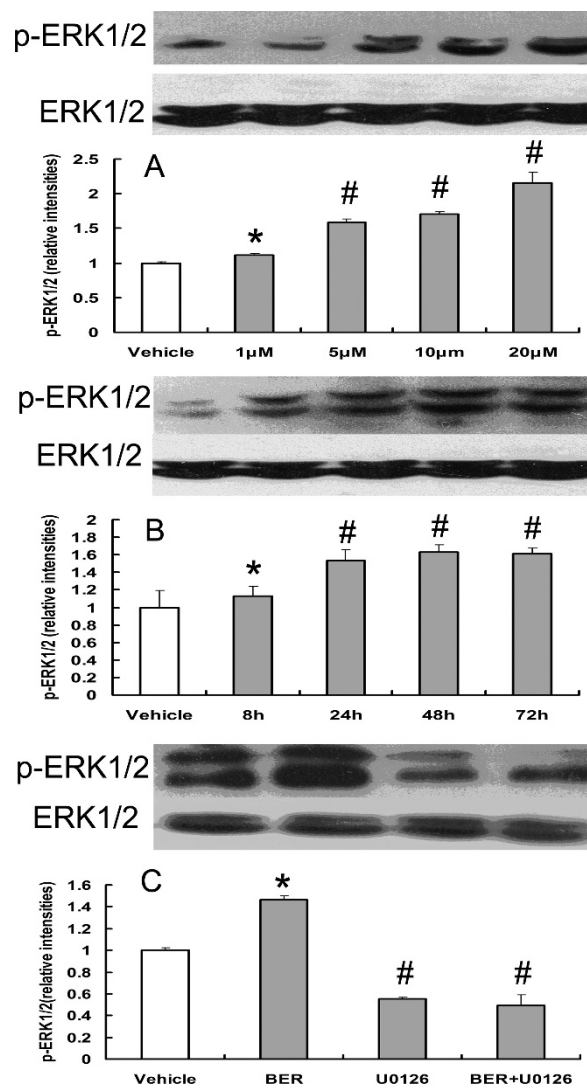 p-ERK1/2
ERK1/2
A
p-ERK1/2 (relative intensities)
2.5
2
1.5
1
0.5
0
*
#
#
#
Vehicle 1µM 5µM 10µm 20µM
p-ERK1/2
ERK1/2
B
p-ERK1/2 (relative intensities)
2
1.8
1.6
1.4
1.2
1
0.8
0.6
0.4
0.2
0
*
#
#
#
Vehicle 8h 24h 48h 72h
p-ERK1/2
ERK1/2
C
p-ERK1/2(relative intensities)
1.6
1.4
1.2
1
0.8
0.6
0.4
0.2
0
*
#
#
Vehicle BER U0126 BER+U0126